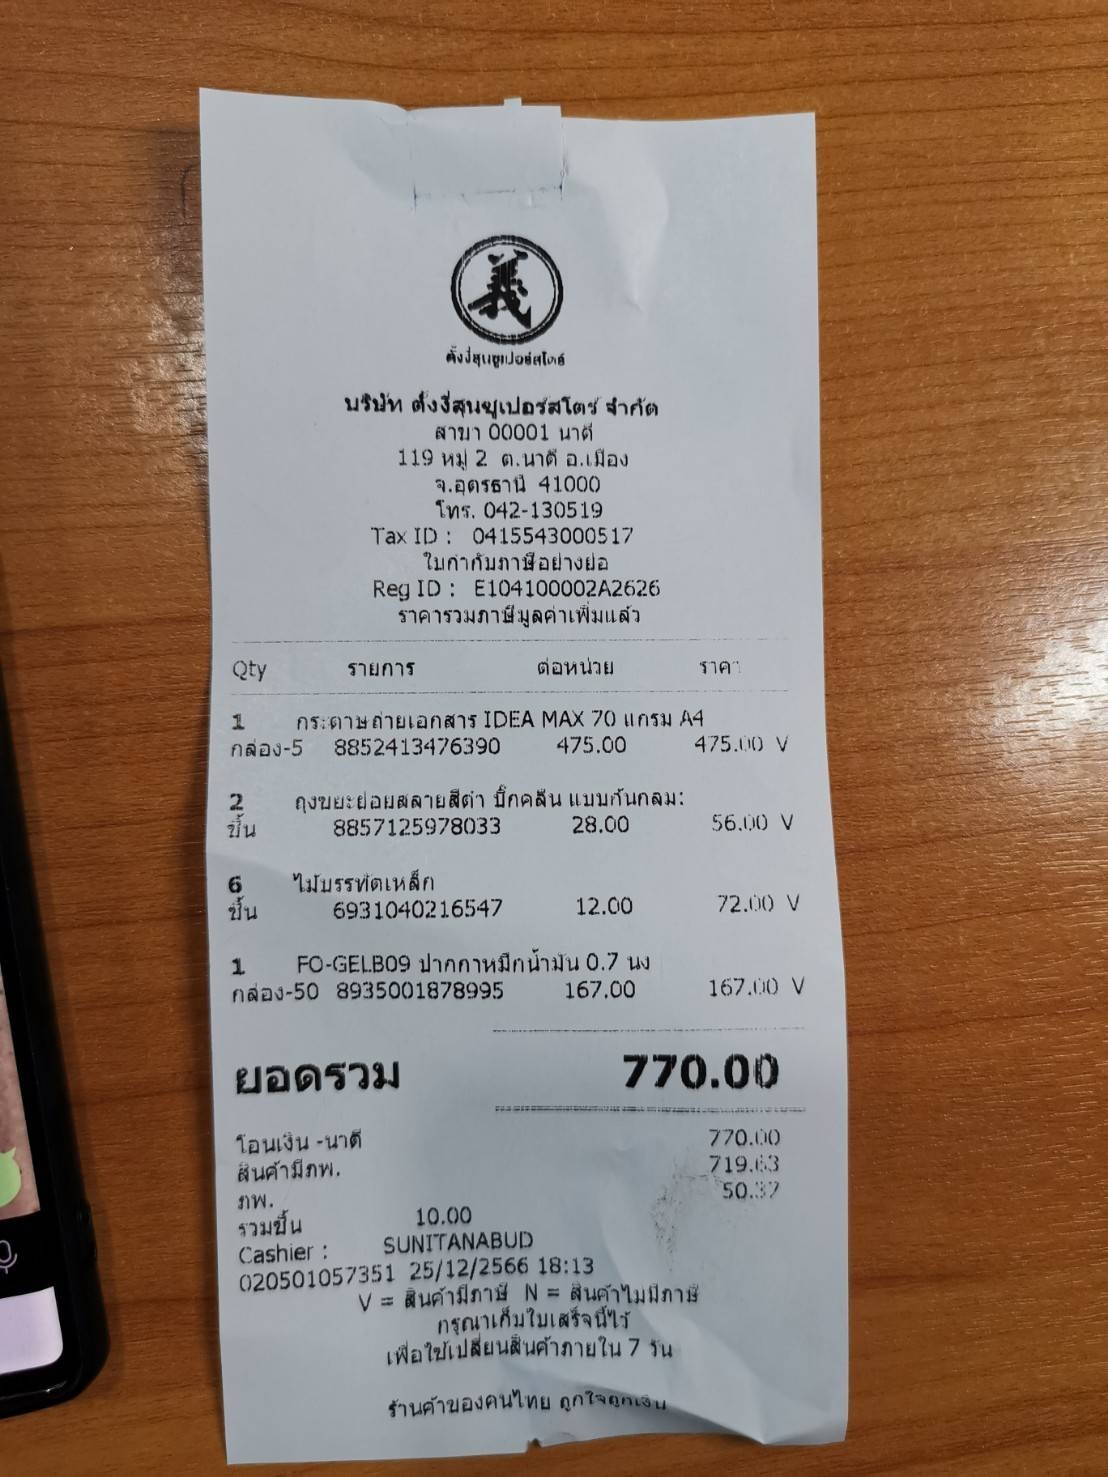 義
ตั้งงี่สุนซูเปอร์สโตร์
บริษัท ตั้งงี่สุนซูเปอร์สโตร์ จำกัด
สาขา 00001 นาดี
119 หมู่ 2 ต.นาดี อ.เมือง
จ.อุดรธานี 41000
โทร. 042-130519
Tax ID : 0415543000517
ใบกำกับภาษีอย่างย่อ
Reg ID : E104100002A2626
ราคารวมภาษีมูลค่าเพิ่มแล้ว
Qty รายการ ต่อหน่วย ราคา
1 กระดาษถ่ายเอกสาร IDEA MAX 70 แกรม A4
กล่อง-5 8852413476390 475.00 475.00 V
2 ถุงขยะย่อยสลายสีดำ บิ๊กคลีน แบบก้นกลม:
ชิ้น 8857125978033 28.00 56.00 V
6 ไม้บรรทัดเหล็ก
ชิ้น 6931040216547 12.00 72.00 V
1 FO-GELB09 ปากกาหมึกน้ำมัน 0.7 นง
กล่อง-50 8935001878995 167.00 167.00 V
ยอดรวม 770.00
โอนเงิน -นาดี 770.00
สินค้ามีภพ. 719.63
ภพ. 50.37
รวมชิ้น 10.00
Cashier : SUNITANABUD
020501057351 25/12/2566 18:13
V = สินค้ามีภาษี N = สินค้าไม่มีภาษี
กรุณาเก็บใบเสร็จนี้ไว้
เพื่อใช้เปลี่ยนสินค้าภายใน 7 วัน
ร้านค้าของคนไทย ถูกใจถูกเงิน